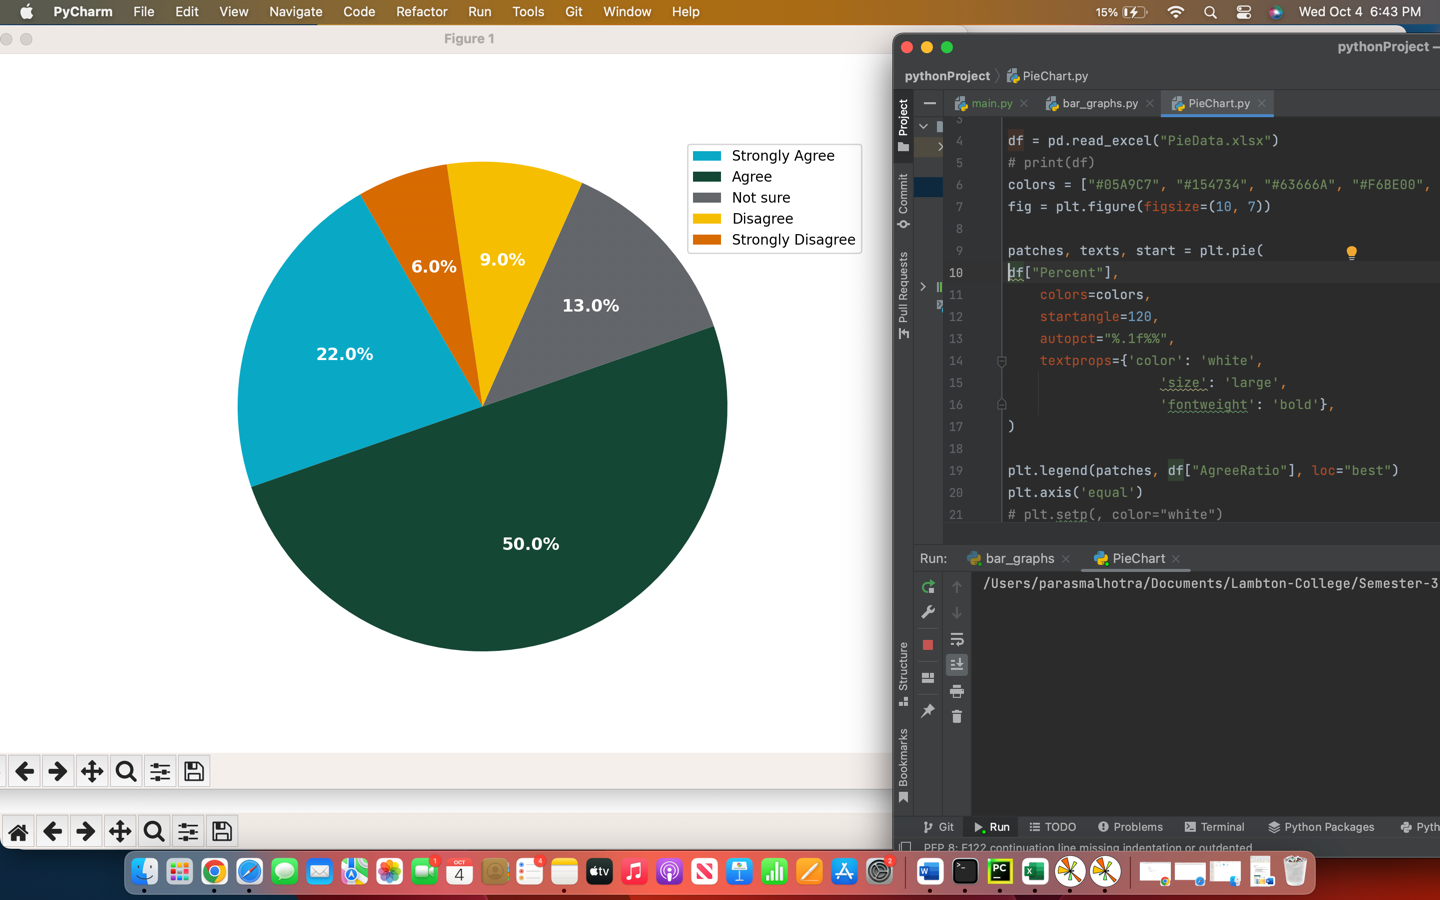 PyCharm File Edit View Navigate Code Refactor Run Tools Git Window Help 15% Wed Oct 4 6:43 PM
Figure 1
Strongly Agree
Agree
Not sure
Disagree
Strongly Disagree
6.0%
9.0%
13.0%
22.0%
50.0%
pythonProject –
pythonProject PieChart.py
main.py bar_graphs.py PieChart.py
Project
Commit
Pull Requests
Structure
Bookmarks
3
4 df = pd.read_excel("PieData.xlsx")
5 # print(df)
6 colors = ["#05A9C7", "#154734", "#63666A", "#F6BE00",
7 fig = plt.figure(figsize=(10, 7))
8
9 patches, texts, start = plt.pie(
10 df["Percent"],
11 colors=colors,
12 startangle=120,
13 autopct="%.1f%%",
14 textprops={'color': 'white',
15 'size': 'large',
16 'fontweight': 'bold'},
17 )
18
19 plt.legend(patches, df["AgreeRatio"], loc="best")
20 plt.axis('equal')
21 # plt.setp(, color="white")
Run: bar_graphs PieChart
/Users/parasmalhotra/Documents/Lambton-College/Semester-3
Git Run TODO Problems Terminal Python Packages Pyth
PEP 8: E122 continuation line missing indentation or outdented
1
OCT
4
4
tv
2
W
PC
X